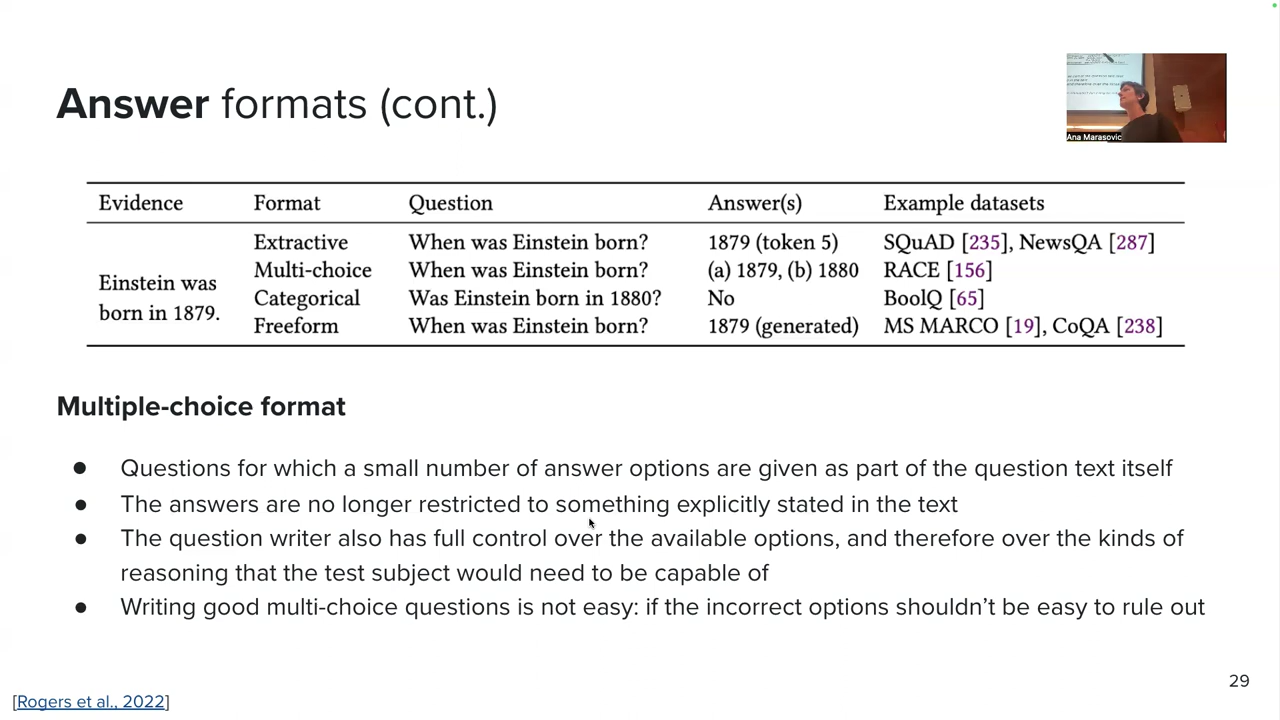 Answer formats (cont.)
Ana Marasovic
Evidence Format Question Answer(s) Example datasets
Extractive When was Einstein born? 1879 (token 5) SQuAD [235], NewsQA [287]
Einstein was born in 1879. Multi-choice When was Einstein born? (a) 1879, (b) 1880 RACE [156]
Categorical Was Einstein born in 1880? No BoolQ [65]
Freeform When was Einstein born? 1879 (generated) MS MARCO [19], CoQA [238]
Multiple-choice format
● Questions for which a small number of answer options are given as part of the question text itself
● The answers are no longer restricted to something explicitly stated in the text
● The question writer also has full control over the available options, and therefore over the kinds of
reasoning that the test subject would need to be capable of
● Writing good multi-choice questions is not easy: if the incorrect options shouldn’t be easy to rule out
29
[Rogers et al., 2022]